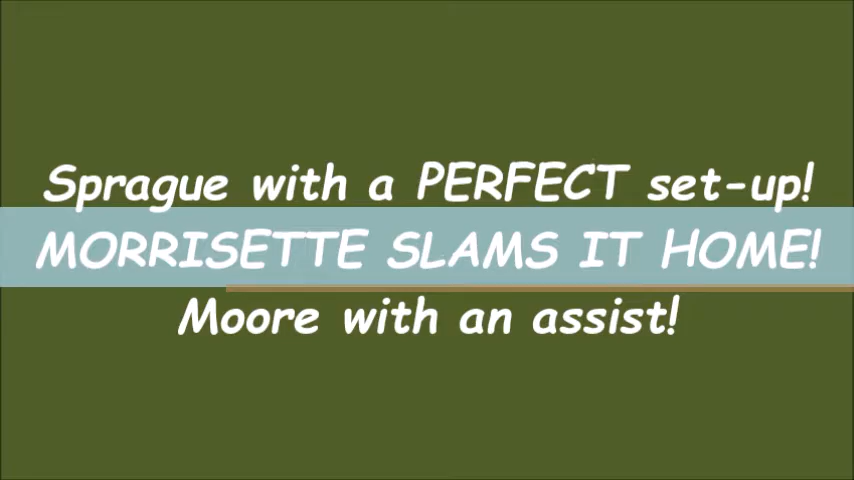 Sprague with a PERFECT set-up!
MORRISETTE SLAMS IT HOME!
Moore with an assist!